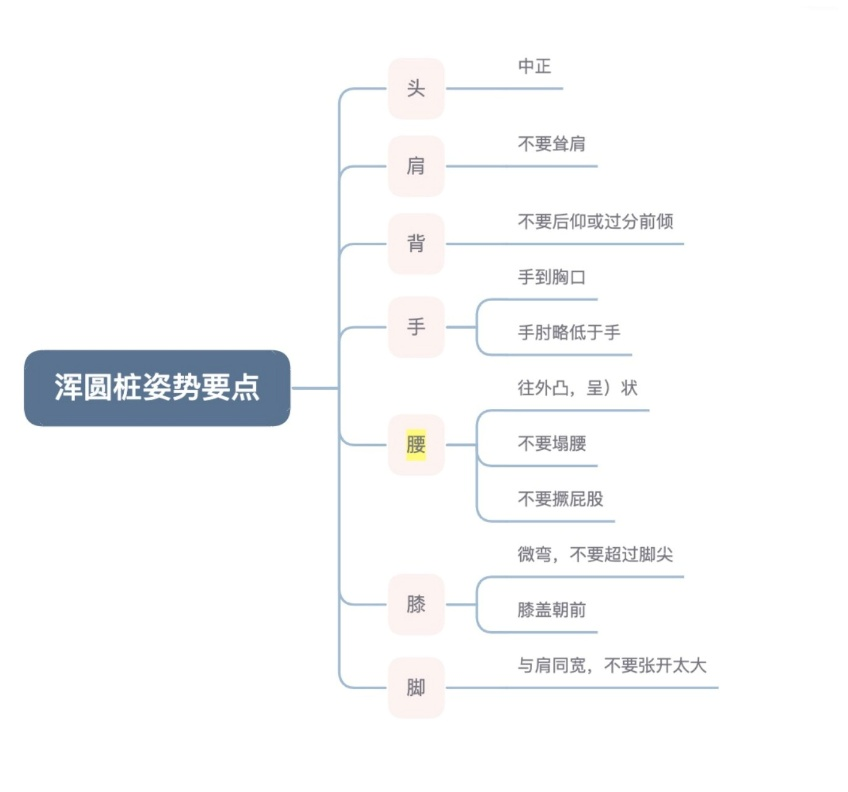 浑圆桩姿势要点
头
中正
肩
不要耸肩
背
不要后仰或过分前倾
手
手到胸口
手肘略低于手
腰
往外凸，呈）状
不要塌腰
不要撅屁股
膝
微弯，不要超过脚尖
膝盖朝前
脚
与肩同宽，不要张开太大